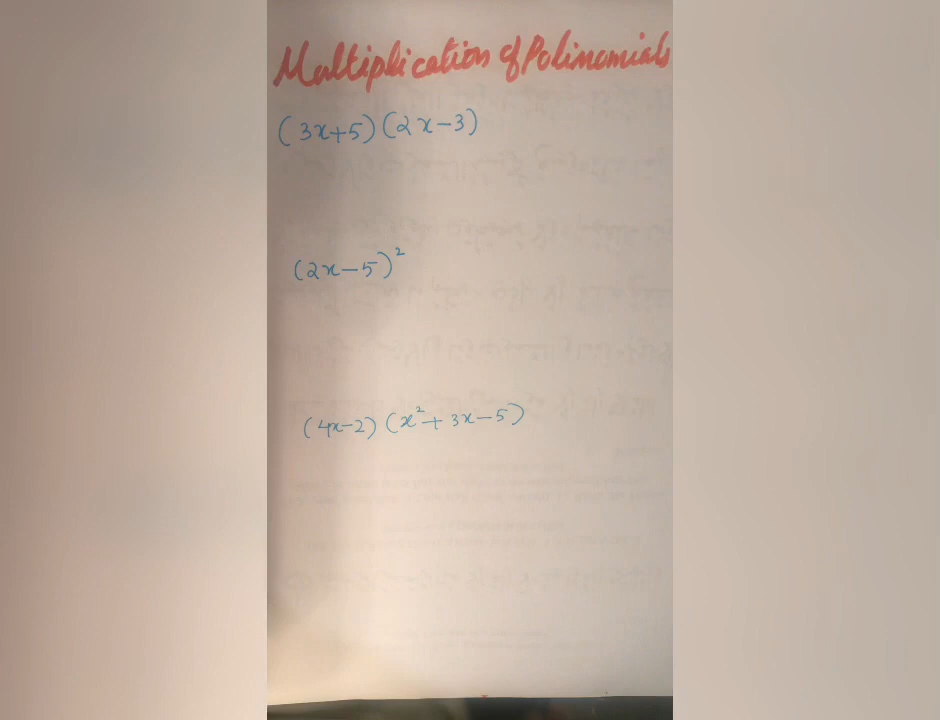 Multiplication of Polinomials
(3x+5)(2x-3)
(2x-5)²
(4x-2)(x²+3x-5)